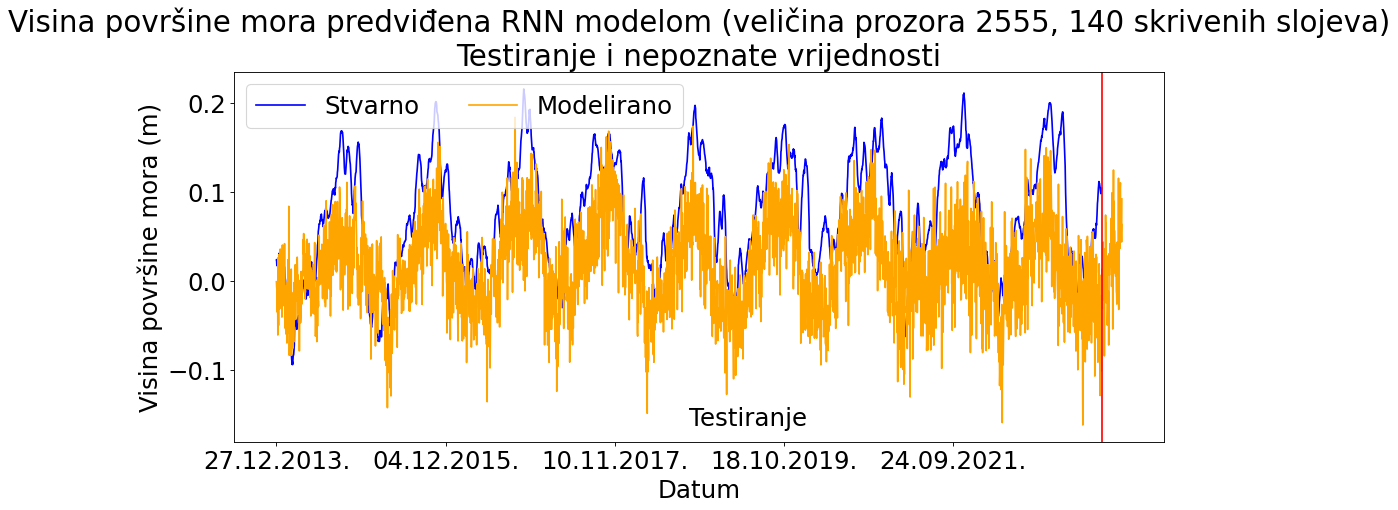 Visina površine mora predviđena RNN modelom (veličina prozora 2555, 140 skrivenih slojeva)
Testiranje i nepoznate vrijednosti
Stvarno Modelirano
Visina površine mora (m)
0.2
0.1
0.0
−0.1
Testiranje
27.12.2013. 04.12.2015. 10.11.2017. 18.10.2019. 24.09.2021.
Datum